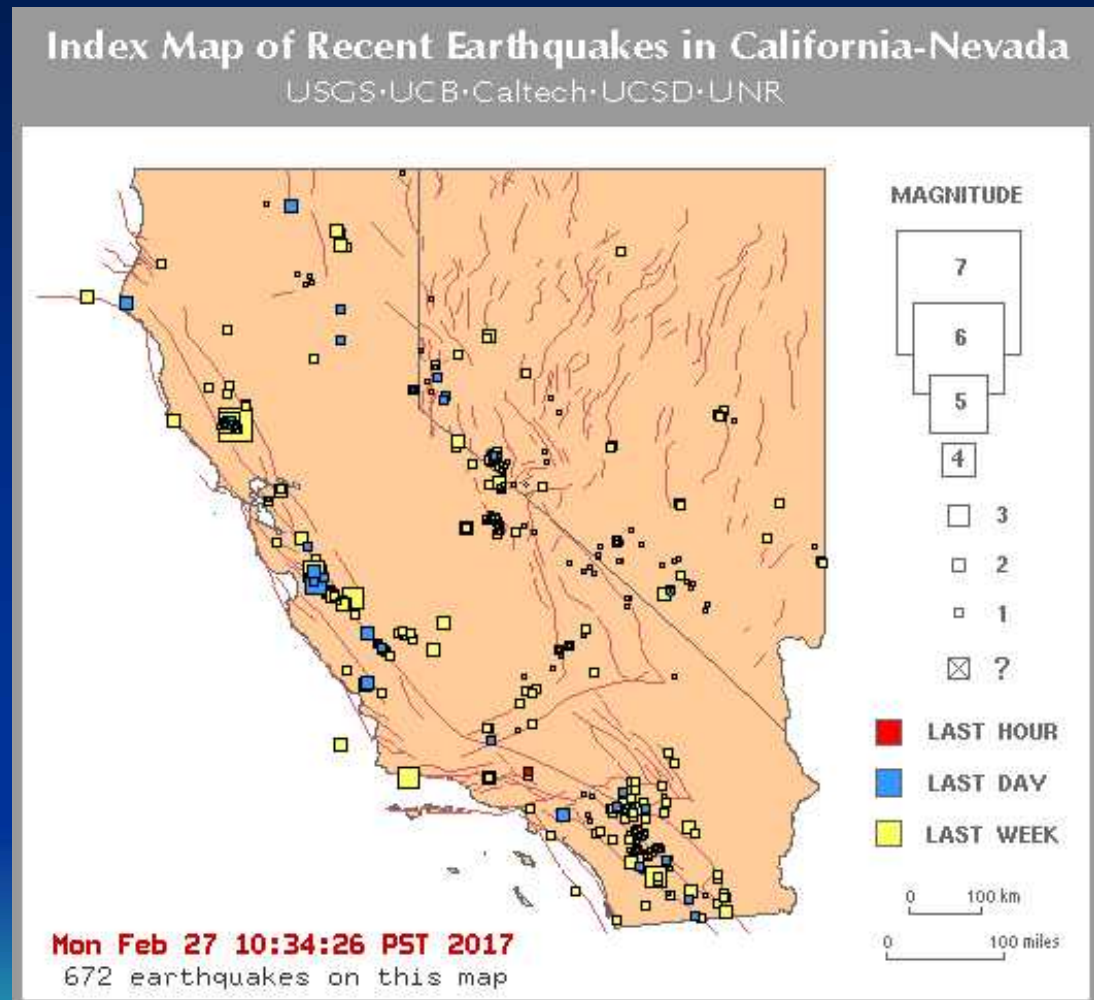 Index Map of Recent Earthquakes in California-Nevada
USGS·UCB·Caltech·UCSD·UNR
MAGNITUDE
7
6
5
4
3
2
1
?
LAST HOUR
LAST DAY
LAST WEEK
0 100 km
0 100 miles
Mon Feb 27 10:34:26 PST 2017
672 earthquakes on this map